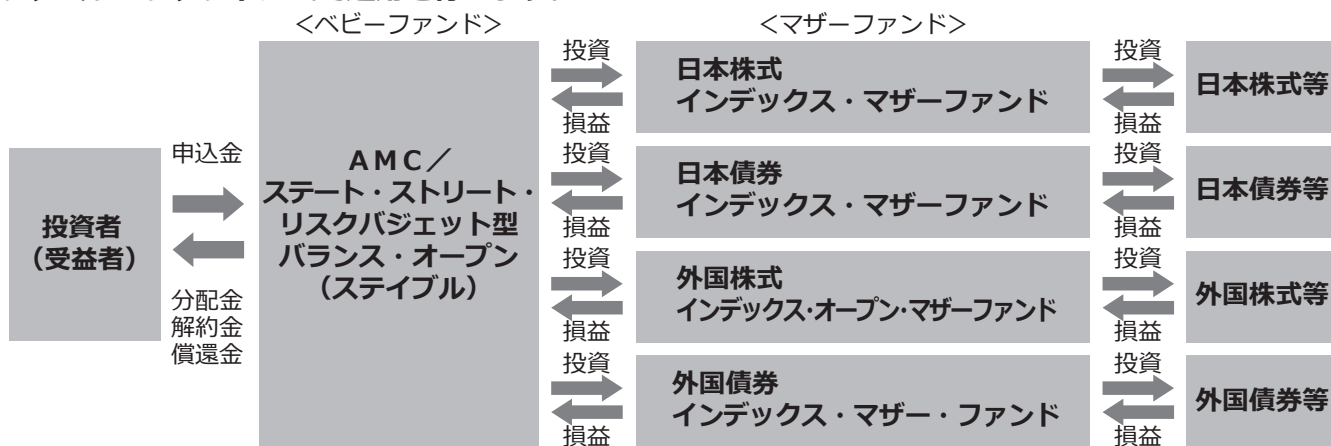 ＜ベビーファンド＞
＜マザーファンド＞
投資者
（受益者）
申込金
分配金
解約金
償還金
ＡＭＣ／
ステート・ストリート・
リスクバジェット型
バランス・オープン
（ステイブル）
投資
損益
日本株式
インデックス・マザーファンド
投資
損益
日本株式等
投資
損益
日本債券
インデックス・マザーファンド
投資
損益
日本債券等
投資
損益
外国株式
インデックス・オープン・マザーファンド
投資
損益
外国株式等
投資
損益
外国債券
インデックス・マザー・ファンド
投資
損益
外国債券等